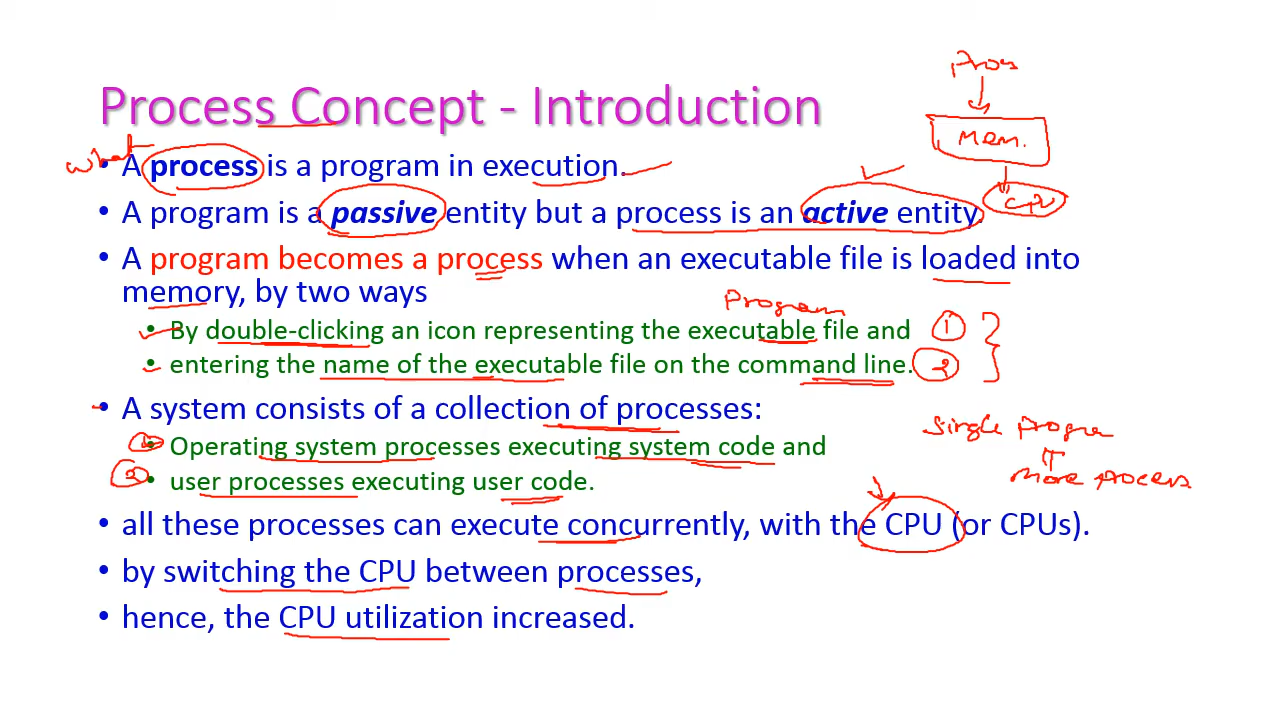 Process Concept - Introduction
• A process is a program in execution.
• A program is a passive entity but a process is an active entity.
• A program becomes a process when an executable file is loaded into
memory, by two ways
• By double-clicking an icon representing the executable file and
• entering the name of the executable file on the command line.
• A system consists of a collection of processes:
• Operating system processes executing system code and
• user processes executing user code.
• all these processes can execute concurrently, with the CPU (or CPUs).
• by switching the CPU between processes,
• hence, the CPU utilization increased.
what
Mem.
CPU
Program
1
2
Single
more process
1
2